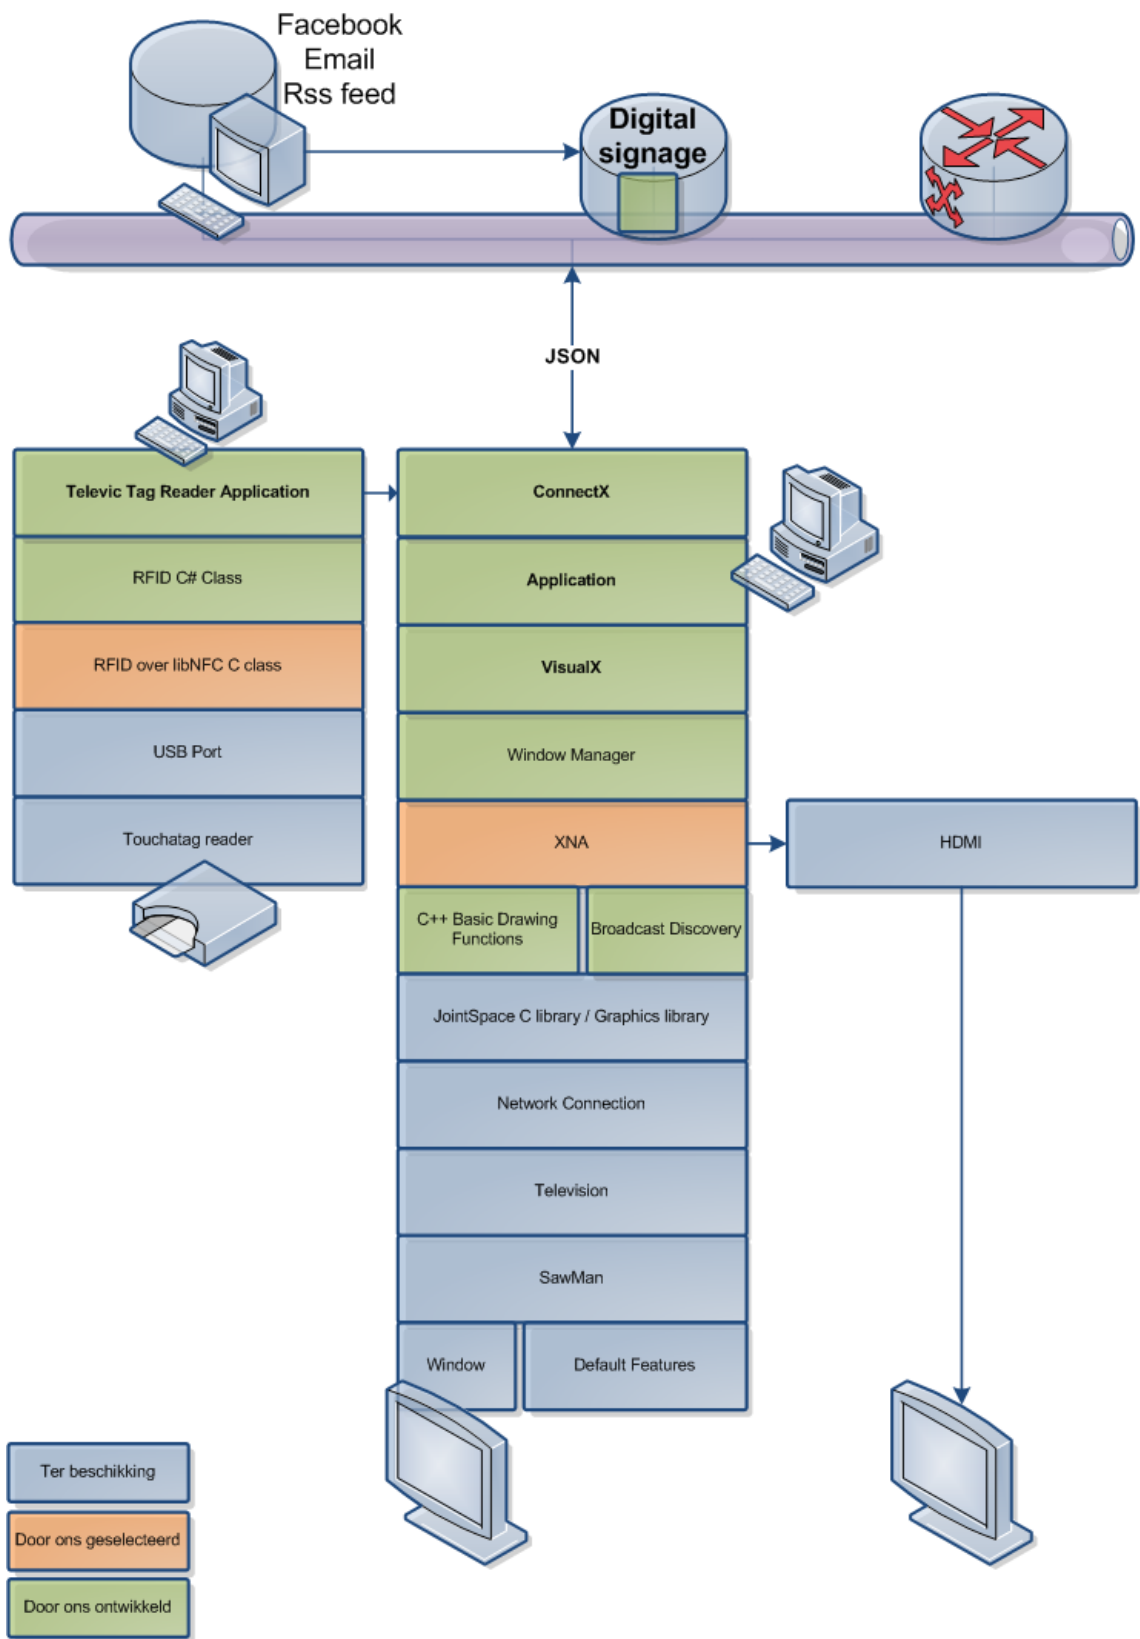 Facebook
Email
Rss feed
Digital
signage
JSON
Televic Tag Reader Application
RFID C# Class
RFID over libNFC C class
USB Port
Touchatag reader
ConnectX
Application
VisualX
Window Manager
XNA
HDMI
C++ Basic Drawing
Functions
Broadcast Discovery
JointSpace C library / Graphics library
Network Connection
Television
SawMan
Window
Default Features
Ter beschikking
Door ons geselecteerd
Door ons ontwikkeld